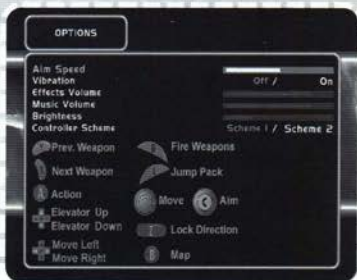 OPTIONS
Aim Speed
Vibration Off / On
Effects Volume
Music Volume
Brightness
Controller Scheme Scheme 1 / Scheme 2
Prev. Weapon Fire Weapons
Next Weapon Jump Pack
A Action Move C Aim
Elevator Up
Elevator Down Z Lock Direction
Move Left
Move Right B Map